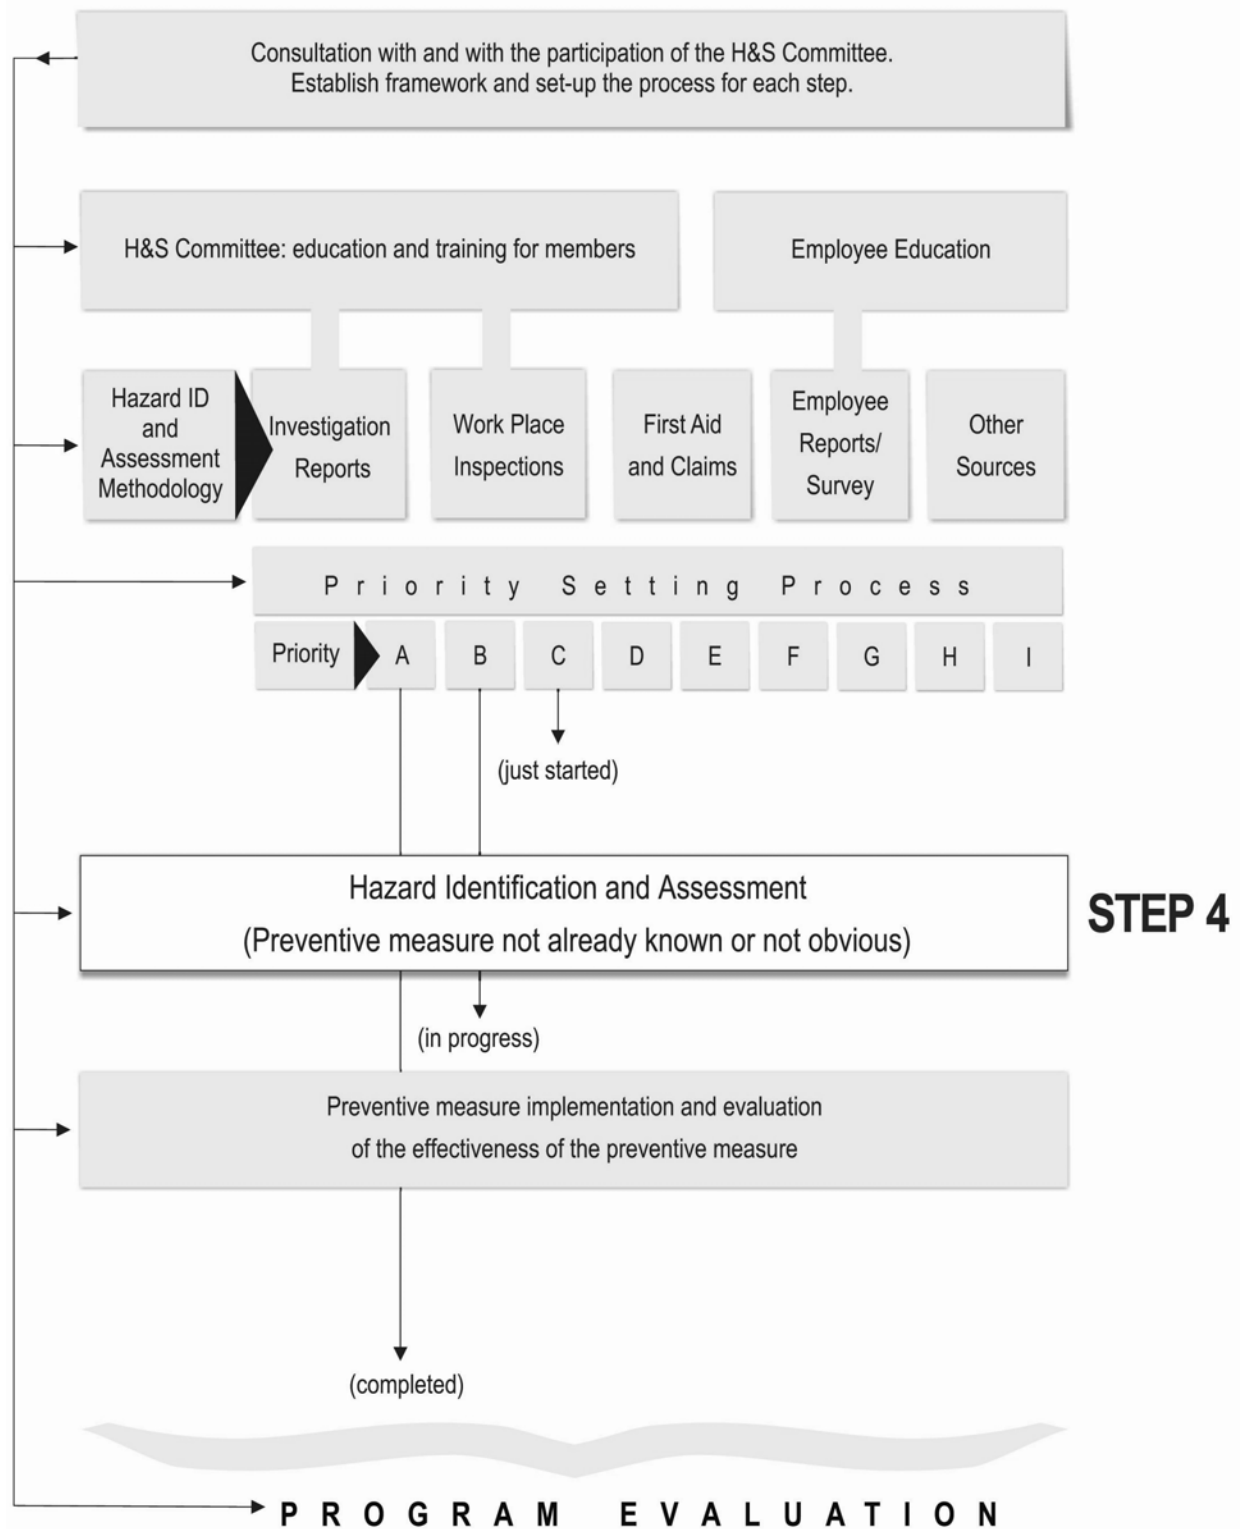 Consultation with and with the participation of the H&S Committee.
Establish framework and set-up the process for each step.
H&S Committee: education and training for members
Employee Education
Hazard ID
and
Assessment
Methodology
Investigation
Reports
Work Place
Inspections
First Aid
and Claims
Employee
Reports/
Survey
Other
Sources
Priority Setting Process
Priority
A
B
C
D
E
F
G
H
I
(just started)
Hazard Identification and Assessment
(Preventive measure not already known or not obvious)
STEP 4
(in progress)
Preventive measure implementation and evaluation
of the effectiveness of the preventive measure
(completed)
PROGRAM EVALUATION